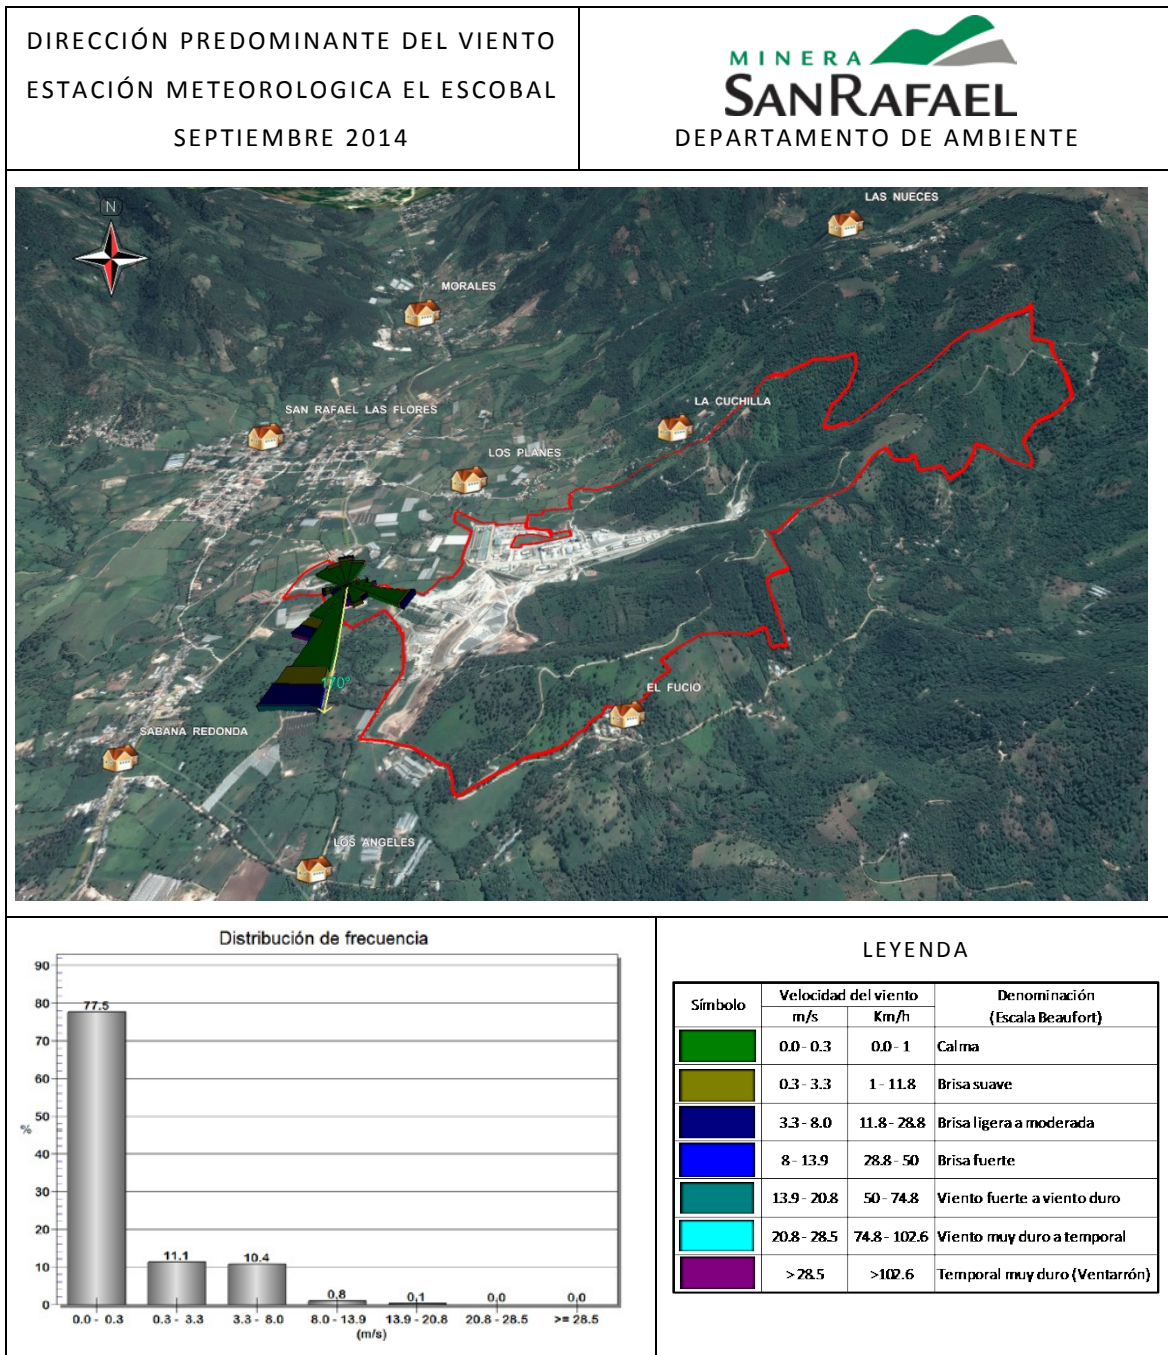 DIRECCIÓN PREDOMINANTE DEL VIENTO
ESTACIÓN METEOROLOGICA EL ESCOBAL
SEPTIEMBRE 2014
MINERA
SANRAFAEL
DEPARTAMENTO DE AMBIENTE
N
LAS NUECES
MORALES
LA CUCHILLA
SAN RAFAEL LAS FLORES
LOS PLANES
170°
EL FUCIO
SABANA REDONDA
LOS ANGELES
Distribución de frecuencia
90
80
70
60
50
40
30
20
10
0
%
77.5
11.1
10.4
0.8
0.1
0.0
0.0
0.0 - 0.3
0.3 - 3.3
3.3 - 8.0
8.0 - 13.9
13.9 - 20.8
20.8 - 28.5
>= 28.5
(m/s)
LEYENDA
Símbolo Velocidad del viento Denominación
m/s Km/h (Escala Beaufort)
0.0 - 0.3 0.0 - 1 Calma
0.3 - 3.3 1 - 11.8 Brisa suave
3.3 - 8.0 11.8 - 28.8 Brisa ligera a moderada
8 - 13.9 28.8 - 50 Brisa fuerte
13.9 - 20.8 50 - 74.8 Viento fuerte a viento duro
20.8 - 28.5 74.8 - 102.6 Viento muy duro a temporal
> 28.5 >102.6 Temporal muy duro (Ventarrón)